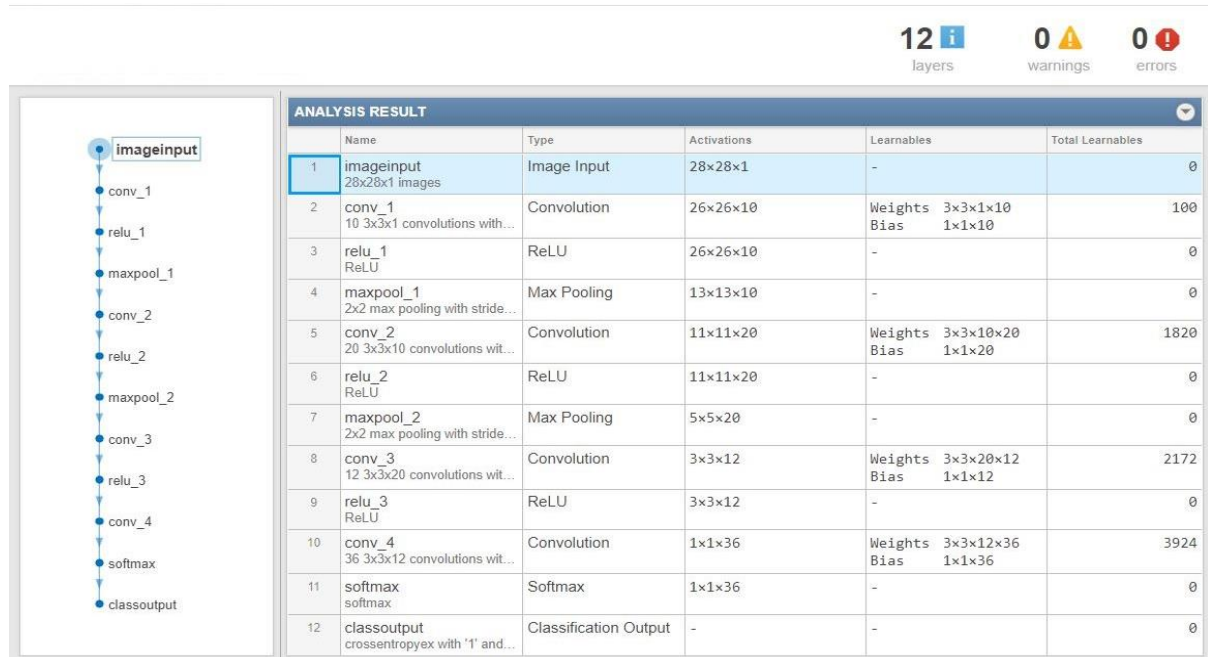 12 i 0 0
layers warnings errors
imageinput
conv_1
relu_1
maxpool_1
conv_2
relu_2
maxpool_2
conv_3
relu_3
conv_4
softmax
classoutput
ANALYSIS RESULT
Name Type Activations Learnables Total Learnables
1 imageinput Image Input 28×28×1 - 0
28x28x1 images
2 conv_1 Convolution 26×26×10 Weights 3×3×1×10 100
10 3x3x1 convolutions with... Bias 1×1×10
3 relu_1 ReLU 26×26×10 - 0
ReLU
4 maxpool_1 Max Pooling 13×13×10 - 0
2x2 max pooling with stride...
5 conv_2 Convolution 11×11×20 Weights 3×3×10×20 1820
20 3x3x10 convolutions wit... Bias 1×1×20
6 relu_2 ReLU 11×11×20 - 0
ReLU
7 maxpool_2 Max Pooling 5×5×20 - 0
2x2 max pooling with stride...
8 conv_3 Convolution 3×3×12 Weights 3×3×20×12 2172
12 3x3x20 convolutions wit... Bias 1×1×12
9 relu_3 ReLU 3×3×12 - 0
ReLU
10 conv_4 Convolution 1×1×36 Weights 3×3×12×36 3924
36 3x3x12 convolutions wit... Bias 1×1×36
11 softmax Softmax 1×1×36 - 0
softmax
12 classoutput Classification Output - - 0
crossentropyex with '1' and...